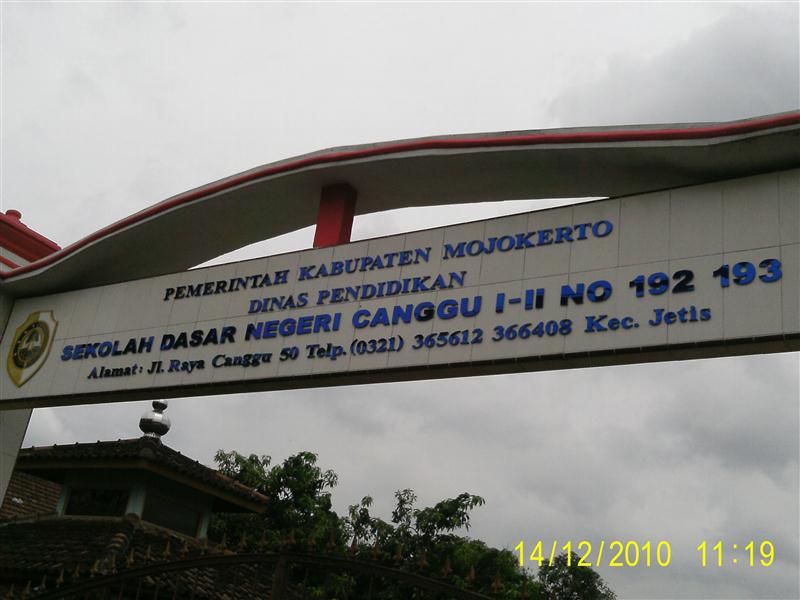 PEMERINTAH KABUPATEN MOJOKERTO
DINAS PENDIDIKAN
SEKOLAH DASAR NEGERI CANGGU I-II NO 192 193
Alamat: Jl. Raya Canggu 50 Telp. (0321) 365612 366408 Kec. Jetis
14/12/2010 11:19